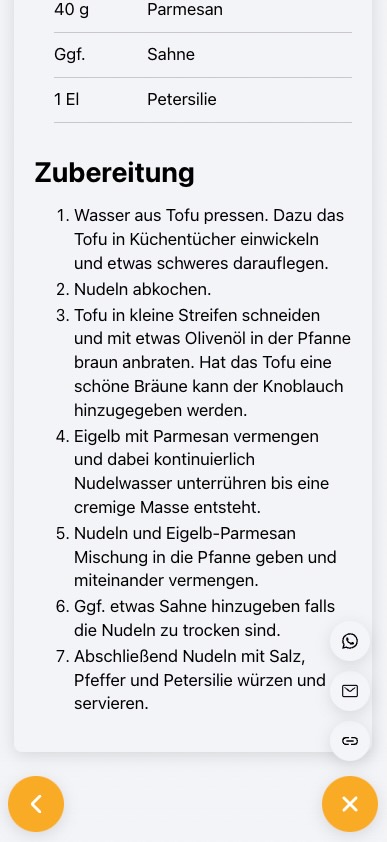 40 g Parmesan
Ggf. Sahne
1 El Petersilie
Zubereitung
1. Wasser aus Tofu pressen. Dazu das
Tofu in Küchentücher einwickeln
und etwas schweres darauflegen.
2. Nudeln abkochen.
3. Tofu in kleine Streifen schneiden
und mit etwas Olivenöl in der Pfanne
braun anbraten. Hat das Tofu eine
schöne Bräune kann der Knoblauch
hinzugegeben werden.
4. Eigelb mit Parmesan vermengen
und dabei kontinuierlich
Nudelwasser unterrühren bis eine
cremige Masse entsteht.
5. Nudeln und Eigelb-Parmesan
Mischung in die Pfanne geben und
miteinander vermengen.
6. Ggf. etwas Sahne hinzugeben falls
die Nudeln zu trocken sind.
7. Abschließend Nudeln mit Salz,
Pfeffer und Petersilie würzen und
servieren.